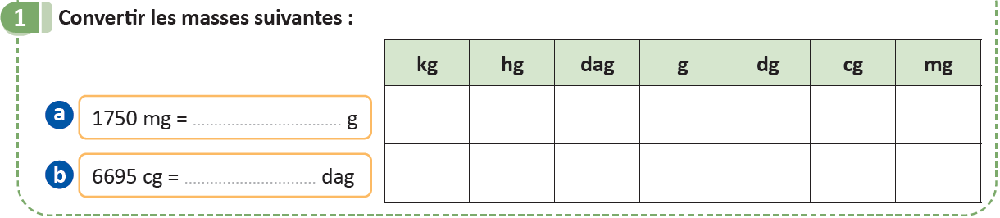 1 Convertir les masses suivantes :
kg hg dag g dg cg mg
a 1750 mg = .................................. g
b 6695 cg = .............................. dag